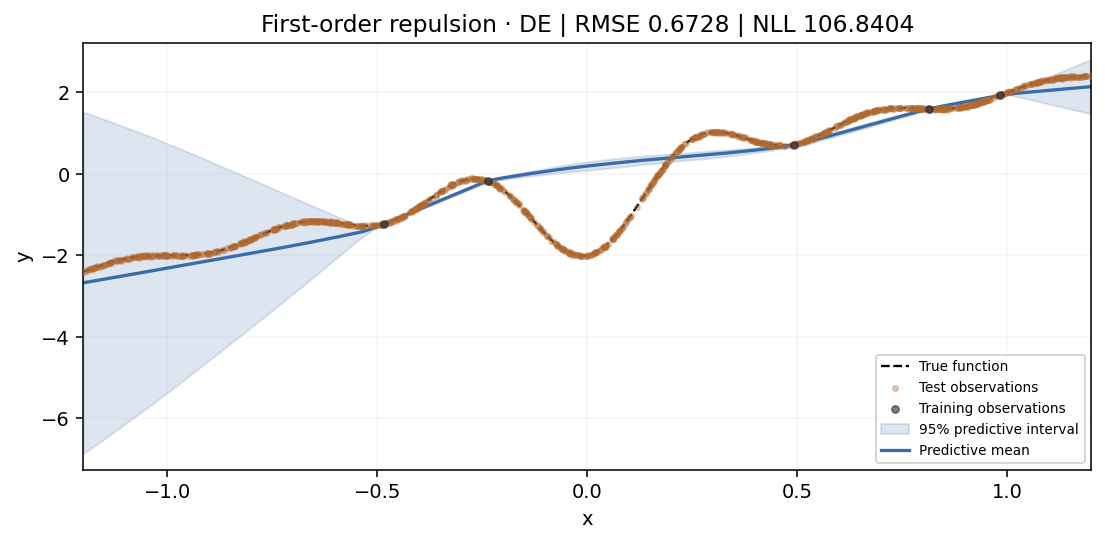 First-order repulsion · DE | RMSE 0.6728 | NLL 106.8404
2
0
−2
−4
−6
y
−1.0
−0.5
0.0
0.5
1.0
x
True function
Test observations
Training observations
95% predictive interval
Predictive mean